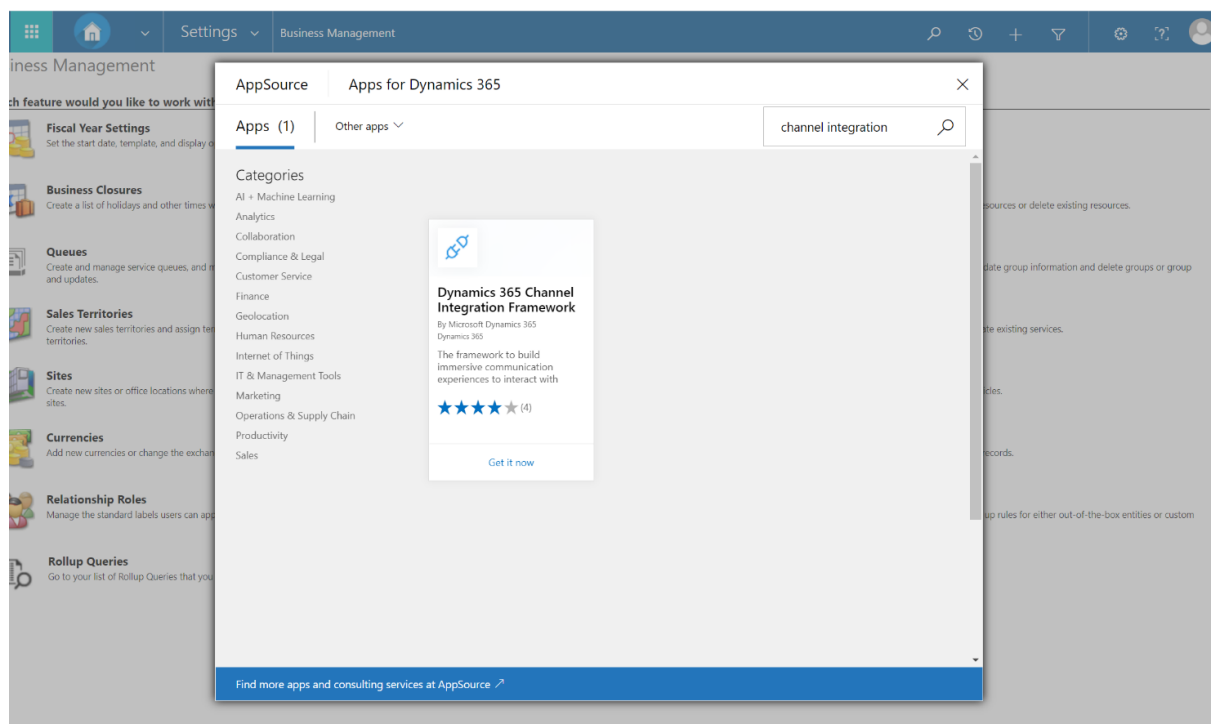 Settings
Business Management
iness Management
ch feature would you like to work with
Fiscal Year Settings
Set the start date, template, and display o
Business Closures
Create a list of holidays and other times w
Queues
Create and manage service queues, and m
and updates.
Sales Territories
Create new sales territories and assign ter
territories.
Sites
Create new sites or office locations where
sites.
Currencies
Add new currencies or change the exchan
Relationship Roles
Manage the standard labels users can app
Rollup Queries
Go to your list of Rollup Queries that you
AppSource
Apps for Dynamics 365
Apps (1)
Other apps
channel integration
Categories
AI + Machine Learning
Analytics
Collaboration
Compliance & Legal
Customer Service
Finance
Geolocation
Human Resources
Internet of Things
IT & Management Tools
Marketing
Operations & Supply Chain
Productivity
Sales
Dynamics 365 Channel
Integration Framework
By Microsoft Dynamics 365
Dynamics 365
The framework to build
immersive communication
experiences to interact with
(4)
Get it now
Find more apps and consulting services at AppSource
sources or delete existing resources.
date group information and delete groups or group
te existing services.
cles.
ecords.
up rules for either out-of-the-box entities or custom